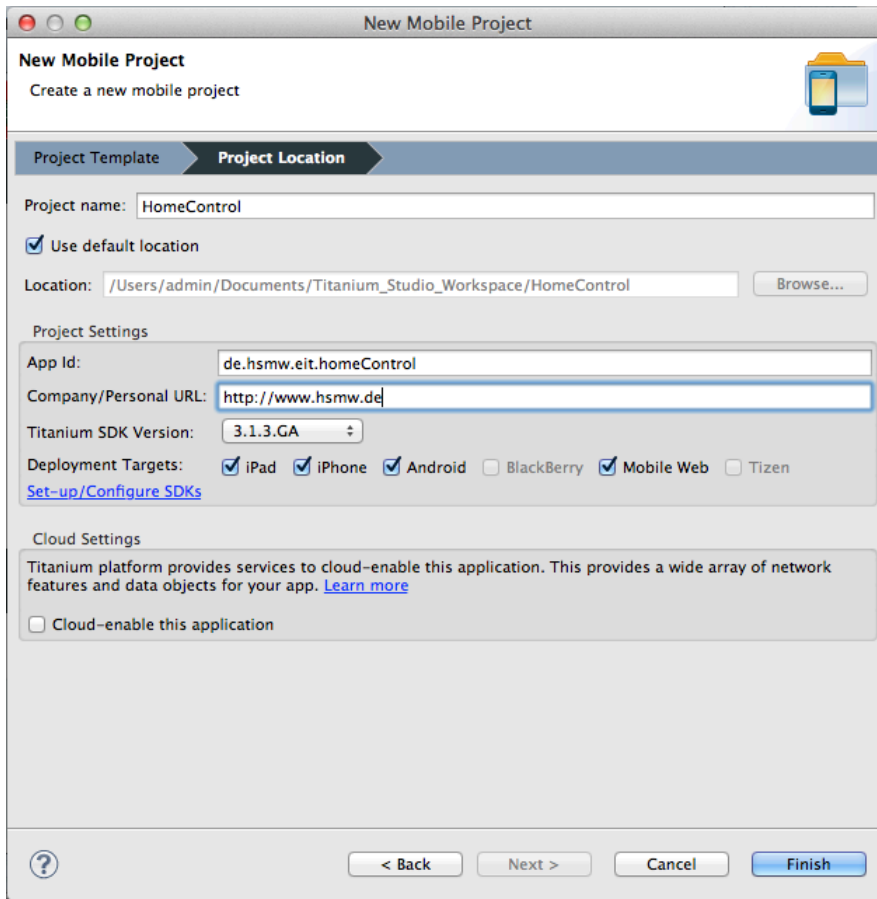 New Mobile Project
New Mobile Project
Create a new mobile project
Project Template Project Location
Project name: HomeControl
Use default location
Location: /Users/admin/Documents/Titanium_Studio_Workspace/HomeControl Browse...
Project Settings
App Id: de.hsmw.eit.homeControl
Company/Personal URL: http://www.hsmw.de
Titanium SDK Version: 3.1.3.GA
Deployment Targets: iPad iPhone Android BlackBerry Mobile Web Tizen
Set-up/Configure SDKs
Cloud Settings
Titanium platform provides services to cloud-enable this application. This provides a wide array of network
features and data objects for your app. Learn more
Cloud-enable this application
? < Back Next > Cancel Finish